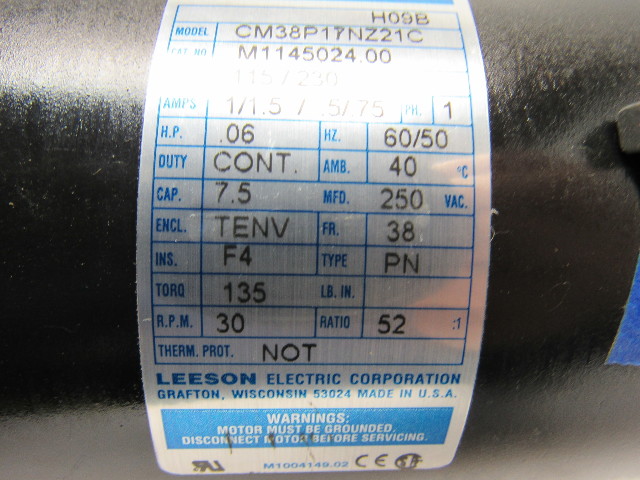 H09B
MODEL CM38P17NZ21C
CAT. NO. M1145024.00
115/230
AMPS 1/1.5 / .5/.75 PH. 1
H.P. .06 HZ. 60/50
DUTY CONT. AMB. 40 °C
CAP. 7.5 MFD. 250 VAC.
ENCL. TENV FR. 38
INS. F4 TYPE PN
TORQ 135 LB. IN.
R.P.M. 30 RATIO 52 :1
THERM. PROT. NOT
LEESON ELECTRIC CORPORATION
GRAFTON, WISCONSIN 53024 MADE IN U.S.A.
WARNINGS:
MOTOR MUST BE GROUNDED.
DISCONNECT MOTOR BEFORE SERVICING.
M1004149.02 CE